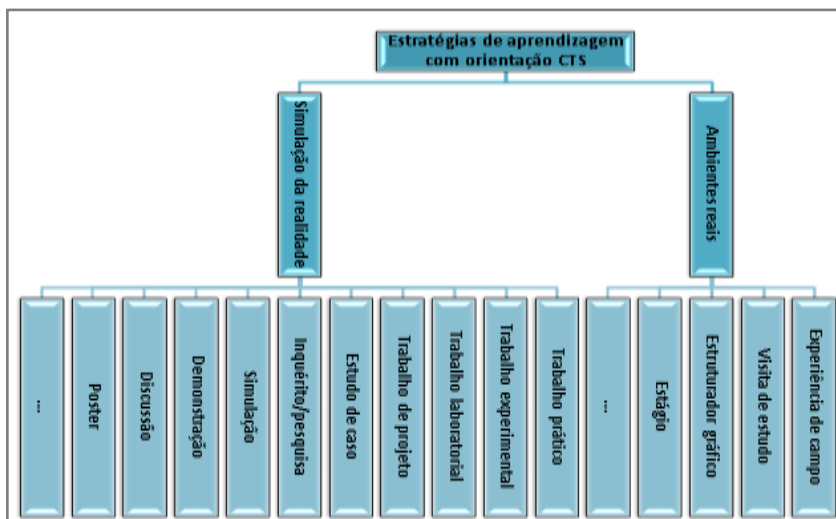 Estratégias de aprendizagem
com orientação CTS
Simulação da realidade
Ambientes reais
...
Poster
Discussão
Demonstração
Simulação
Inquérito/pesquisa
Estudo de caso
Trabalho de projeto
Trabalho laboratorial
Trabalho experimental
Trabalho prático
...
Estágio
Estruturador gráfico
Visita de estudo
Experiência de campo